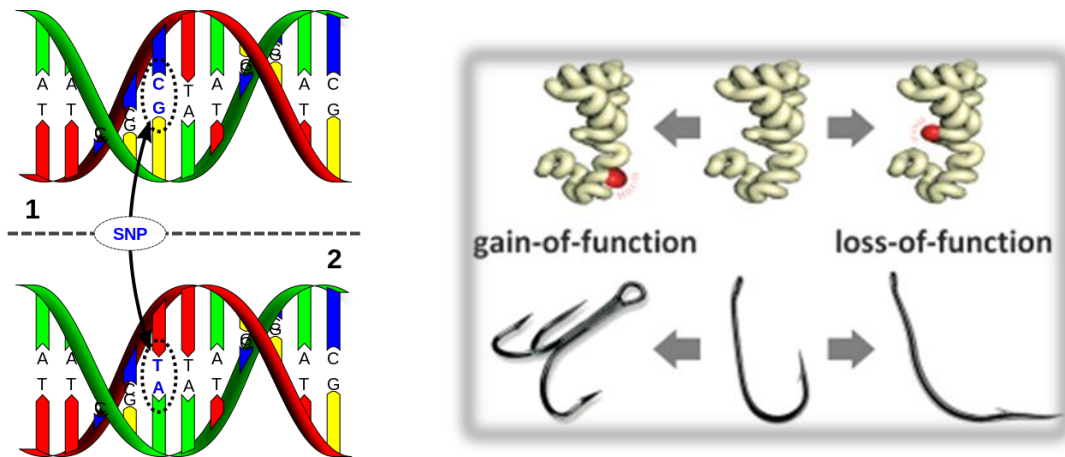 A A C C T A G G A C
T T C G G A T T G
1
SNP
2
A A C T T A G G A C
T T C G A A T T G
gain-of-function
loss-of-function